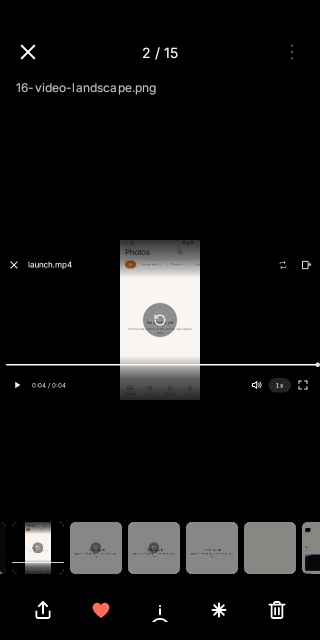 2 / 15
16-video-landscape.png
Photos
launch.mp4
0:04 / 0:04
1x